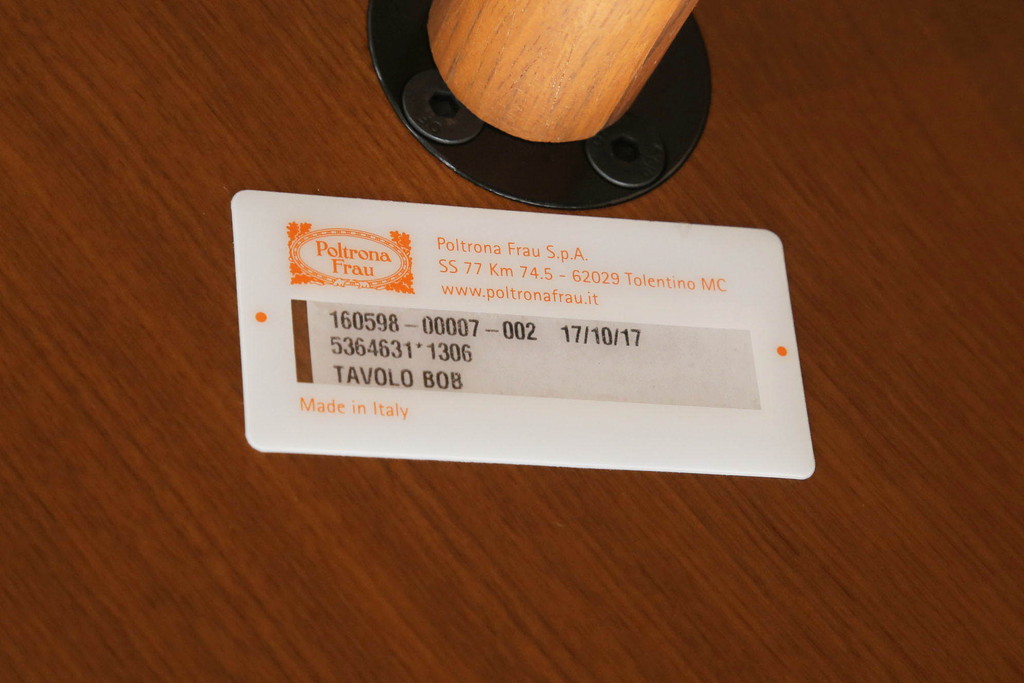 Poltrona
Frau
Poltrona Frau S.p.A.
SS 77 Km 74.5 - 62029 Tolentino MC
www.poltronafrau.it
160598-00007-002 17/10/17
5364631*1306
TAVOLO BOB
Made in Italy